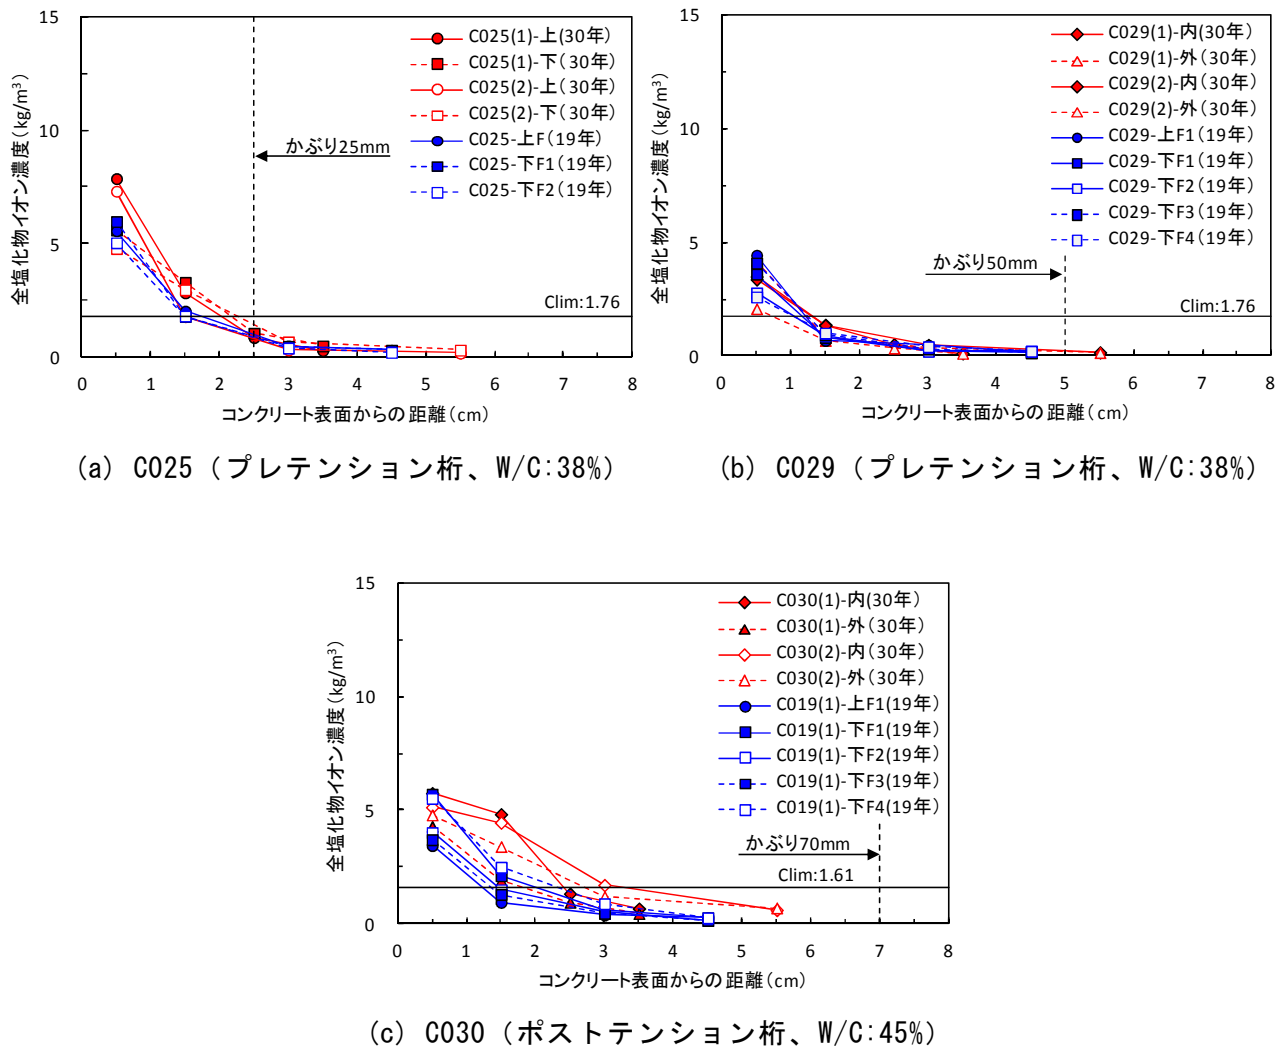 15
10
5
0
0 1 2 3 4 5 6 7 8
全塩化物イオン濃度(kg/m³)
コンクリート表面からの距離(cm)
C025(1)-上(30年)
C025(1)-下(30年)
C025(2)-上(30年)
C025(2)-下(30年)
C025-上F(19年)
C025-下F1(19年)
C025-下F2(19年)
かぶり25mm
Clim:1.76
(a) C025(プレテンション桁、W/C:38%)
15
10
5
0
0 1 2 3 4 5 6 7 8
全塩化物イオン濃度(kg/m³)
コンクリート表面からの距離(cm)
C029(1)-内(30年)
C029(1)-外(30年)
C029(2)-内(30年)
C029(2)-外(30年)
C029-上F1(19年)
C029-下F1(19年)
C029-下F2(19年)
C029-下F3(19年)
C029-下F4(19年)
かぶり50mm
Clim:1.76
(b) C029(プレテンション桁、W/C:38%)
15
10
5
0
0 1 2 3 4 5 6 7 8
全塩化物イオン濃度(kg/m³)
コンクリート表面からの距離(cm)
C030(1)-内(30年)
C030(1)-外(30年)
C030(2)-内(30年)
C030(2)-外(30年)
C019(1)-上F1(19年)
C019(1)-下F1(19年)
C019(1)-下F2(19年)
C019(1)-下F3(19年)
C019(1)-下F4(19年)
かぶり70mm
Clim:1.61
(c) C030(ポストテンション桁、W/C:45%)